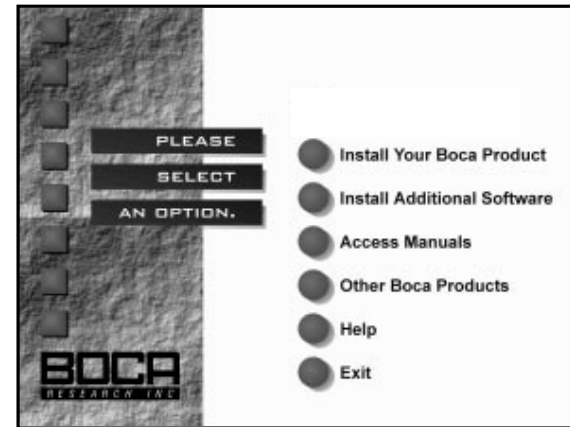 PLEASE
SELECT
AN OPTION.
Install Your Boca Product
Install Additional Software
Access Manuals
Other Boca Products
Help
Exit
BOCA
RESEARCH INC